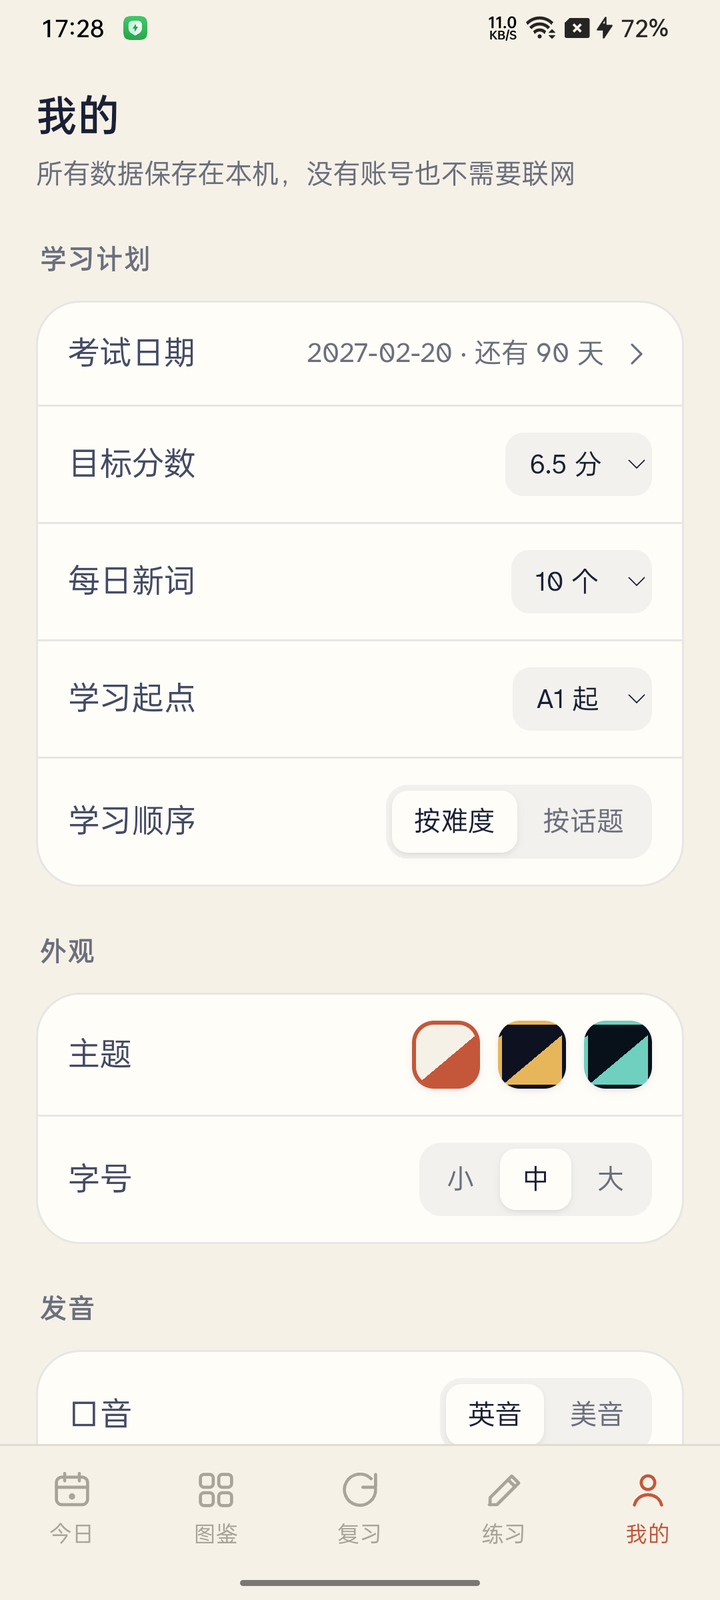 17:28
11.0 KB/S
72%
我的
所有数据保存在本机，没有账号也不需要联网
学习计划
考试日期 2027-02-20 · 还有 90 天
目标分数 6.5 分
每日新词 10 个
学习起点 A1 起
学习顺序 按难度 按话题
外观
主题
字号 小 中 大
发音
口音 英音 美音
今日 图鉴 复习 练习 我的